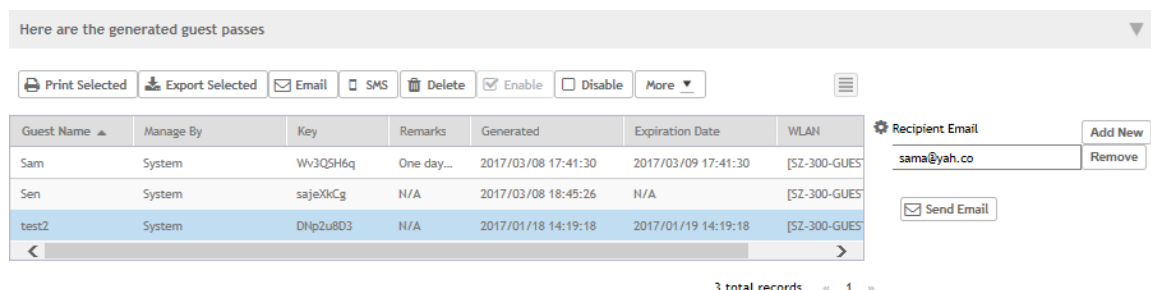 Here are the generated guest passes
Print Selected Export Selected Email SMS Delete Enable Disable More
Guest Name Manage By Key Remarks Generated Expiration Date WLAN
Sam System Wv3QSH6q One day... 2017/03/08 17:41:30 2017/03/09 17:41:30 [SZ-300-GUEST
Sen System sajeXkCg N/A 2017/03/08 18:45:26 N/A [SZ-300-GUEST
test2 System DNp2u8D3 N/A 2017/01/18 14:19:18 2017/01/19 14:19:18 [SZ-300-GUEST
Recipient Email Add New
sama@yah.co Remove
Send Email
3 total records « 1 »